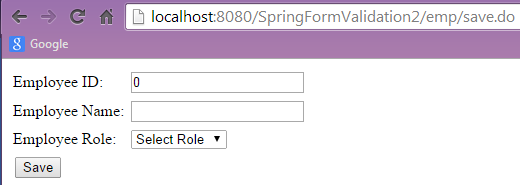 localhost:8080/SpringFormValidation2/emp/save.do
Google
Employee ID: 0
Employee Name:
Employee Role: Select Role
Save